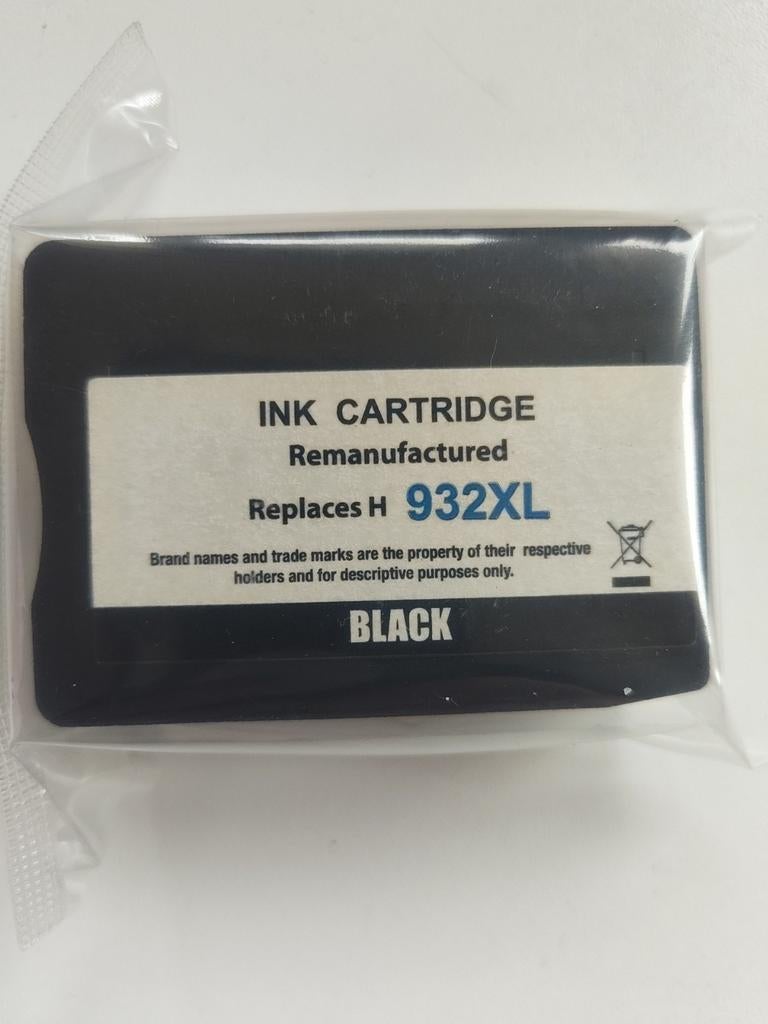 INK CARTRIDGE
Remanufactured
Replaces H 932XL
Brand names and trade marks are the property of their respective
holders and for descriptive purposes only.
BLACK